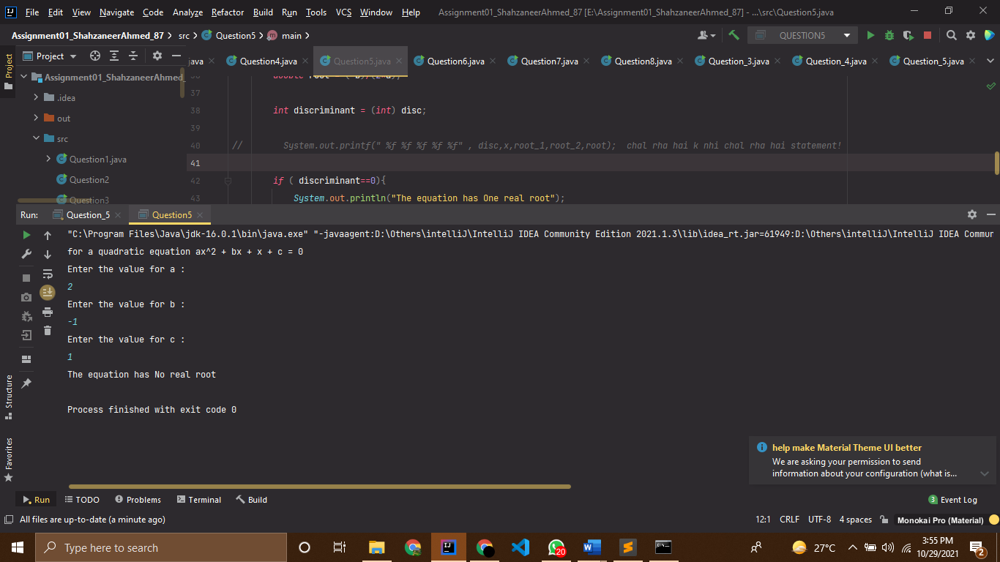 File Edit View Navigate Code Analyze Refactor Build Run Tools VCS Window Help Assignment01_ShahzaneerAhmed_87 [E:\Assignment01_ShahzaneerAhmed_87] - ...\src\Question5.java
Assignment01_ShahzaneerAhmed_87 src Question5 main QUESTION5
Project Project java Question4.java Question5.java Question6.java Question7.java Question8.java Question_3.java Question_4.java Question_5.java
Assignment01_ShahzaneerAhmed_
.idea
out
src
Question1.java
Question2
Question3
37
38 int discriminant = (int) disc;
39
40 // System.out.printf(" %f %f %f %f %f" , disc,x,root_1,root_2,root); chal rha hai k nhi chal rha hai statement!
41
42 if ( discriminant==0){
43 System.out.println("The equation has One real root");
Run: Question_5 Question5
"C:\Program Files\Java\jdk-16.0.1\bin\java.exe" "-javaagent:D:\Others\intelliJ\IntelliJ IDEA Community Edition 2021.1.3\lib\idea_rt.jar=61949:D:\Others\intelliJ\IntelliJ IDEA Commun
for a quadratic equation ax^2 + bx + x + c = 0
Enter the value for a :
2
Enter the value for b :
-1
Enter the value for c :
1
The equation has No real root
Process finished with exit code 0
Structure
Favorites
help make Material Theme UI better
We are asking your permission to send
information about your configuration (what is...
Run TODO Problems Terminal Build 3 Event Log
All files are up-to-date (a minute ago) 12:1 CRLF UTF-8 4 spaces Monokai Pro (Material)
Type here to search 20 27°C 3:55 PM
10/29/2021 2